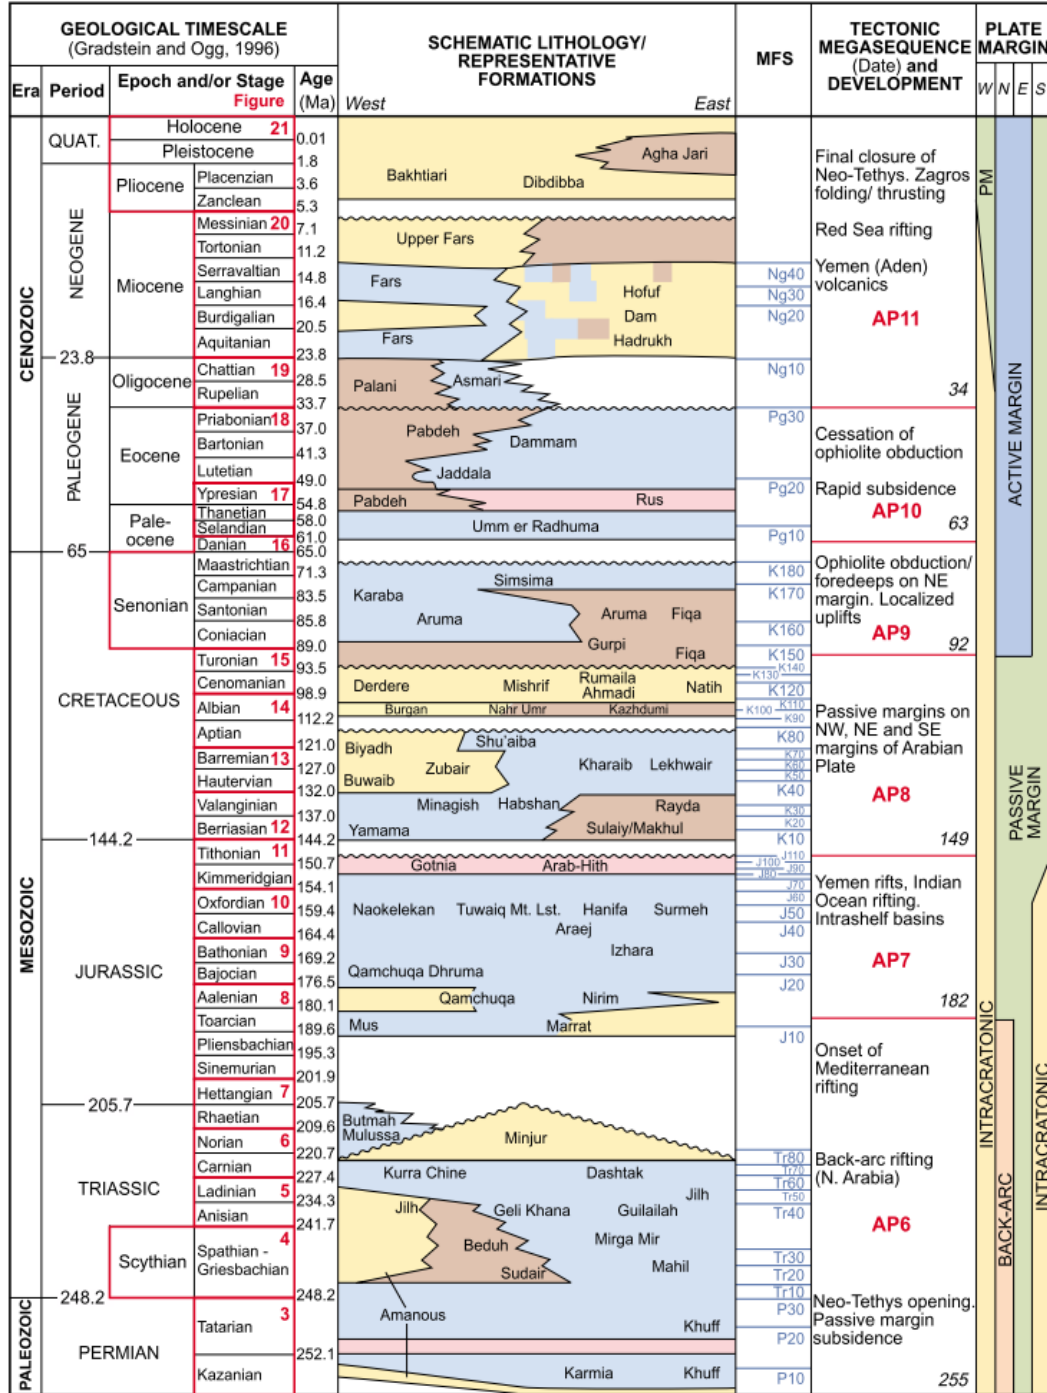 GEOLOGICAL TIMESCALE
(Gradstein and Ogg, 1996)
SCHEMATIC LITHOLOGY/
REPRESENTATIVE
FORMATIONS
MFS
TECTONIC
MEGASEQUENCE
(Date) and
DEVELOPMENT
PLATE
MARGIN
Era
Period
Epoch and/or Stage
Figure
Age
(Ma)
West
East
W
N
E
S
CENOZOIC
MESOZOIC
PALEOZOIC
QUAT.
NEOGENE
23.8
PALEOGENE
65
CRETACEOUS
144.2
JURASSIC
205.7
TRIASSIC
248.2
PERMIAN
Holocene 21
0.01
Pleistocene
1.8
Pliocene
Placenzian
3.6
Zanclean
5.3
Miocene
Messinian 20
7.1
Tortonian
11.2
Serravaltian
14.8
Langhian
16.4
Burdigalian
20.5
Aquitanian
23.8
Oligocene
Chattian 19
28.5
Rupelian
33.7
Eocene
Priabonian 18
37.0
Bartonian
41.3
Lutetian
49.0
Ypresian 17
54.8
Pale-
ocene
Thanetian
58.0
Selandian
61.0
Danian 16
65.0
Senonian
Maastrichtian
71.3
Campanian
83.5
Santonian
85.8
Coniacian
89.0
Turonian 15
93.5
Cenomanian
98.9
Albian 14
112.2
Aptian
121.0
Barremian 13
127.0
Hautervian
132.0
Valanginian
137.0
Berriasian 12
144.2
Tithonian 11
150.7
Kimmeridgian
154.1
Oxfordian 10
159.4
Callovian
164.4
Bathonian 9
169.2
Bajocian
176.5
Aalenian 8
180.1
Toarcian
189.6
Pliensbachian
195.3
Sinemurian
201.9
Hettangian 7
205.7
Rhaetian
209.6
Norian 6
220.7
Carnian
227.4
Ladinian 5
234.3
Anisian
241.7
Scythian
4
Spathian -
Griesbachian
248.2
3
Tatarian
252.1
Kazanian
Agha Jari
Bakhtiari
Dibdibba
Upper Fars
Fars
Hofuf
Dam
Fars
Hadrukh
Palani
Asmari
Pabdeh
Dammam
Jaddala
Pabdeh
Rus
Umm er Radhuma
Simsima
Karaba
Aruma
Aruma
Fiqa
Gurpi
Fiqa
Derdere
Mishrif
Rumaila
Ahmadi
Natih
Burgan
Nahr Umr
Kazhdumi
Biyadh
Shu'aiba
Zubair
Kharaib
Lekhwair
Buwaib
Minagish
Habshan
Rayda
Yamama
Sulaiy/Makhul
Gotnia
Arab-Hith
Naokelekan
Tuwaiq Mt. Lst.
Hanifa
Surmeh
Araej
Izhara
Qamchuqa Dhruma
Qamchuqa
Nirim
Mus
Marrat
Butmah
Mulussa
Minjur
Kurra Chine
Dashtak
Jilh
Jilh
Geli Khana
Guilailah
Beduh
Mirga Mir
Sudair
Mahil
Amanous
Khuff
Karmia
Khuff
Ng40
Ng30
Ng20
Ng10
Pg30
Pg20
Pg10
K180
K170
K160
K150
K140
K130
K120
K110
K100
K90
K80
K70
K60
K50
K40
K30
K20
K10
J110
J100
J90
J80
J70
J60
J50
J40
J30
J20
J10
Tr80
Tr70
Tr60
Tr50
Tr40
Tr30
Tr20
Tr10
P30
P20
P10
Final closure of
Neo-Tethys. Zagros
folding/ thrusting
Red Sea rifting
Yemen (Aden)
volcanics
AP11
34
Cessation of
ophiolite obduction
Rapid subsidence
AP10
63
Ophiolite obduction/
foredeeps on NE
margin. Localized
uplifts
AP9
92
Passive margins on
NW, NE and SE
margins of Arabian
Plate
AP8
149
Yemen rifts, Indian
Ocean rifting.
Intrashelf basins
AP7
182
Onset of
Mediterranean
rifting
Back-arc rifting
(N. Arabia)
AP6
Neo-Tethys opening.
Passive margin
subsidence
255
PM
ACTIVE MARGIN
PASSIVE
MARGIN
INTRACRATONIC
BACK-ARC
INTRACRATONIC